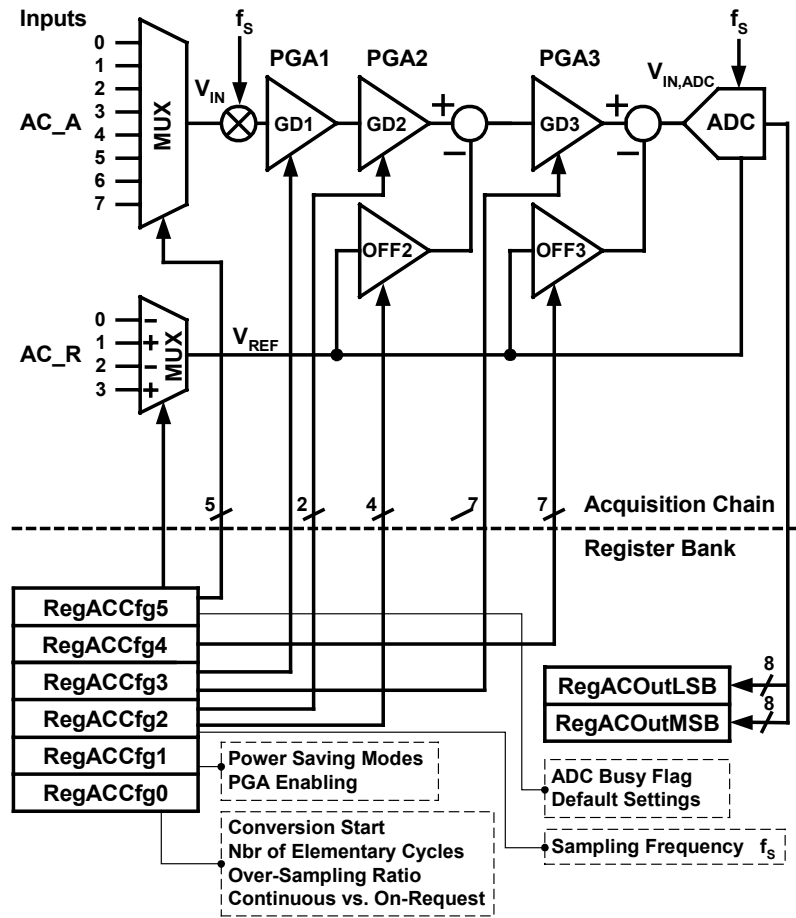 Inputs
f_S
f_S
0
1
2
3
4
5
6
7
AC_A
MUX
V_IN
PGA1
GD1
PGA2
GD2
+
−
PGA3
GD3
+
−
V_IN,ADC
ADC
OFF2
OFF3
AC_R
0 −
1 +
2 −
3 +
MUX
V_REF
5
2
4
7
7
Acquisition Chain
Register Bank
RegACCfg5
RegACCfg4
RegACCfg3
RegACCfg2
RegACCfg1
RegACCfg0
8
RegACOutLSB
8
RegACOutMSB
Power Saving Modes
PGA Enabling
ADC Busy Flag
Default Settings
Conversion Start
Nbr of Elementary Cycles
Over-Sampling Ratio
Continuous vs. On-Request
Sampling Frequency f_S